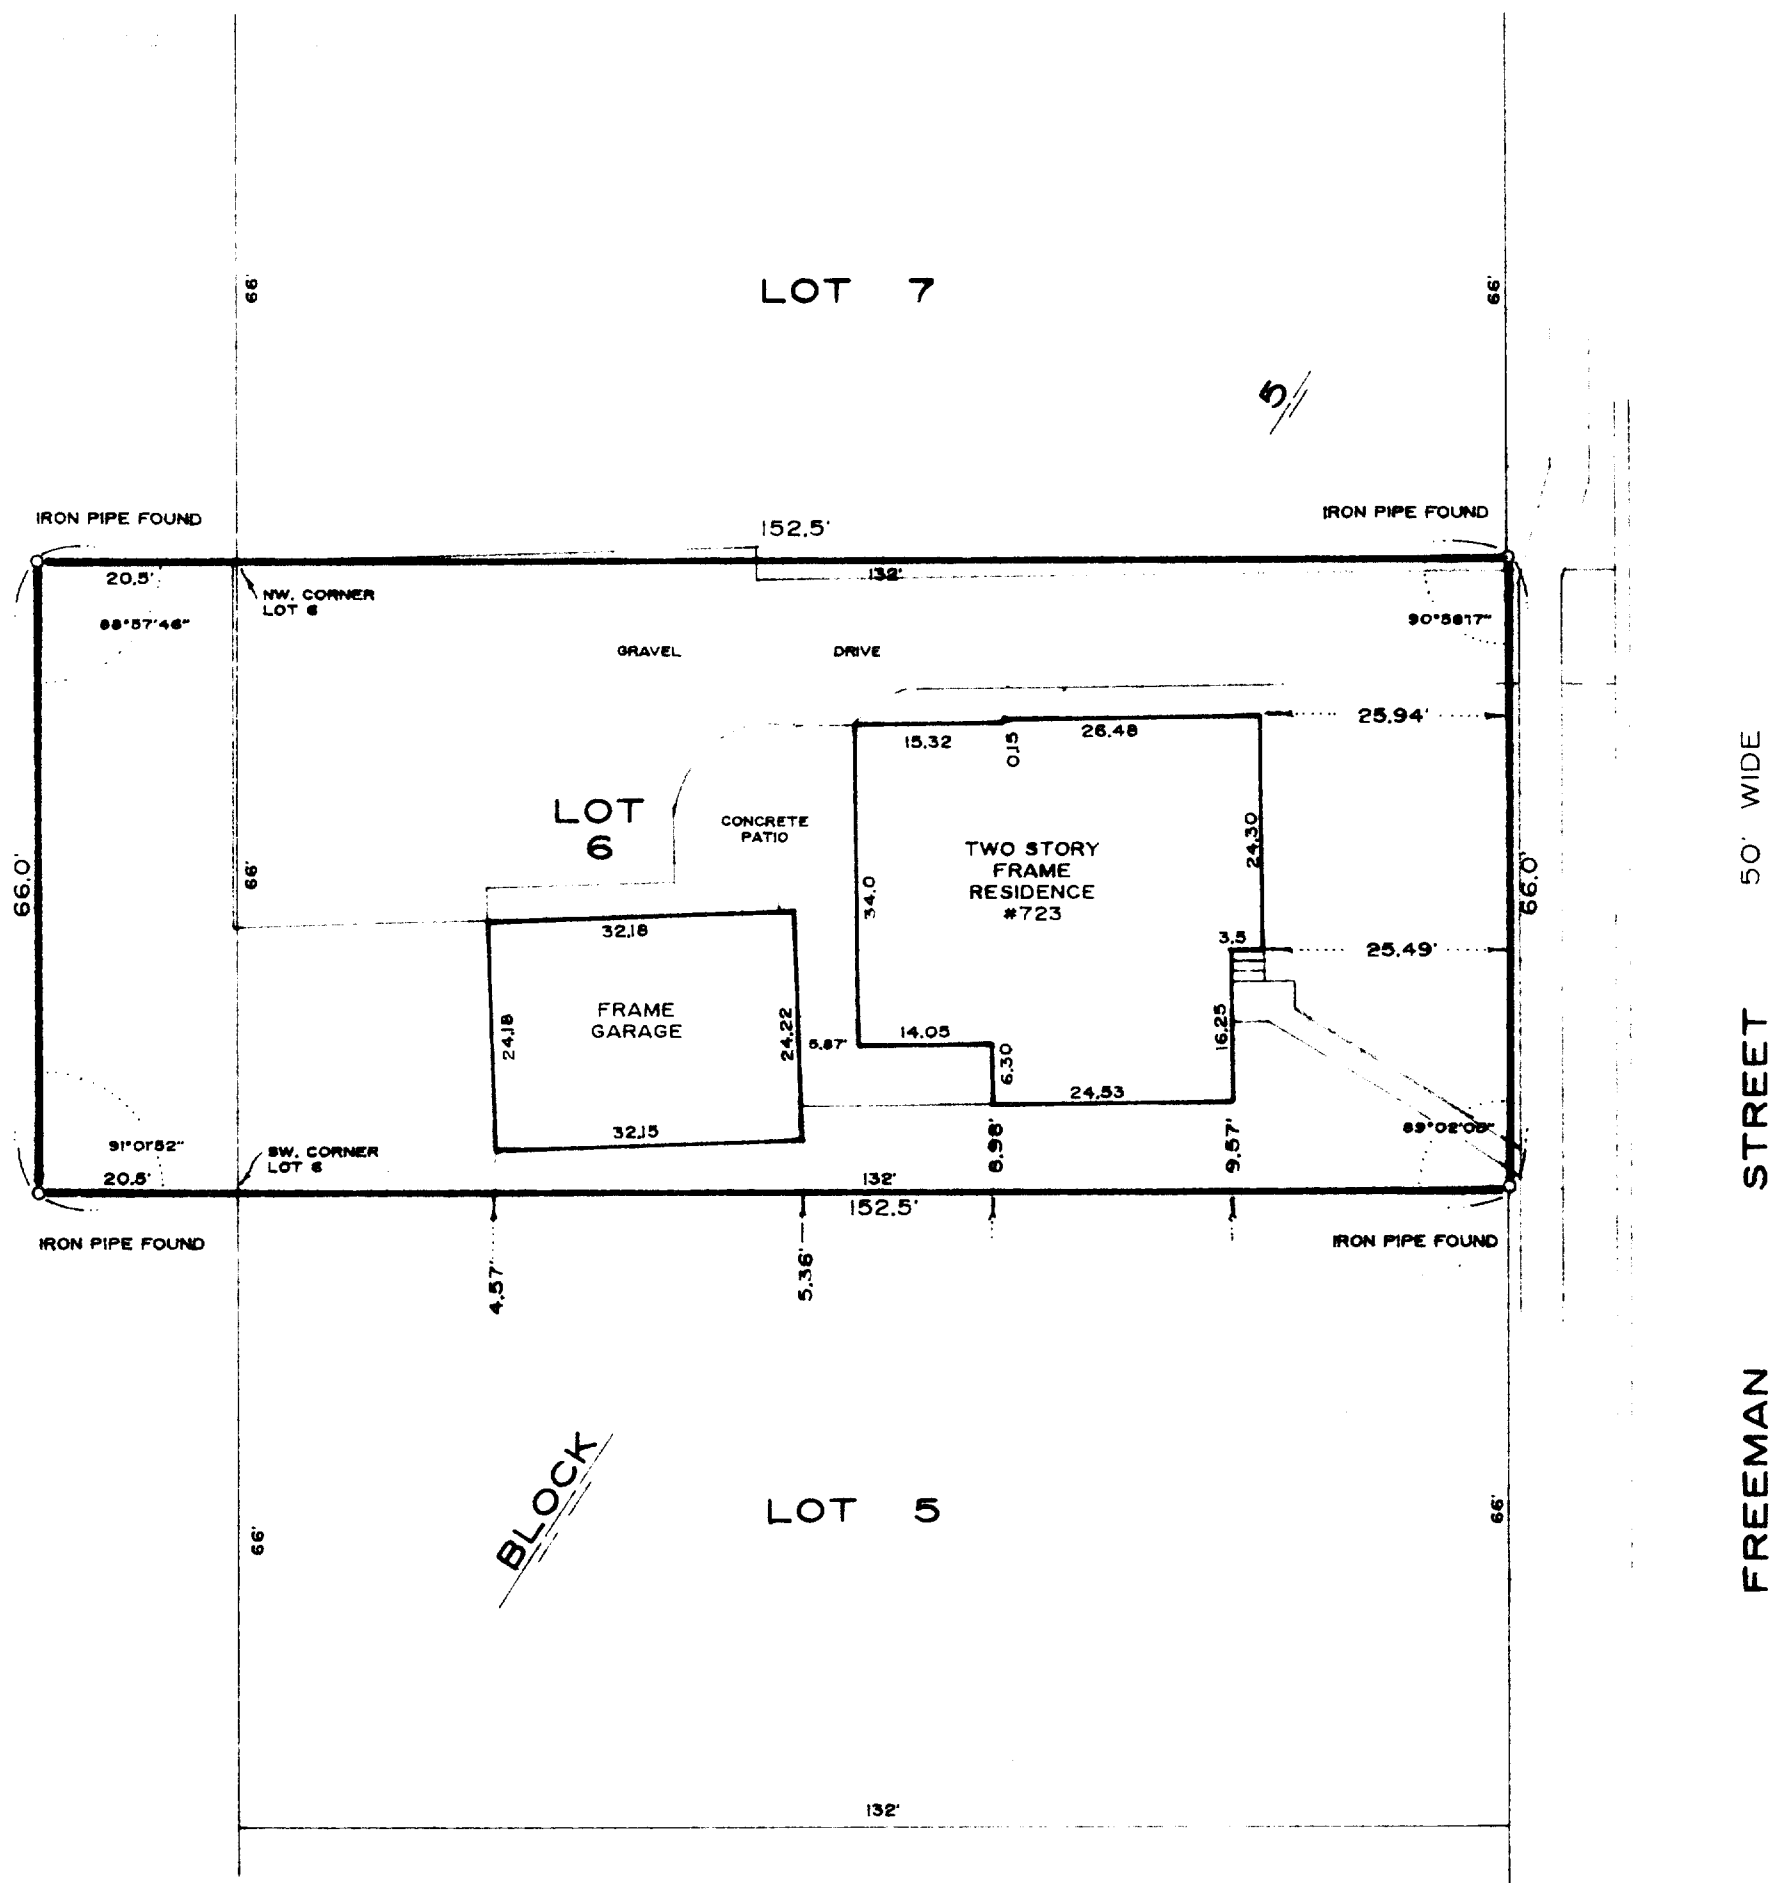 66'
LOT 7
66'
5
IRON PIPE FOUND
152.5'
IRON PIPE FOUND
20.5'
132'
NW. CORNER
LOT 6
88°57'46"
90°58'17"
GRAVEL DRIVE
25.94'
15.32
0.15
26.48
LOT
6
CONCRETE
PATIO
TWO STORY
FRAME
RESIDENCE
#723
24.30
66.0'
66'
34.0
66.0'
50' WIDE
32.18
3.5
25.49'
FRAME
GARAGE
24.18
24.22
5.87'
14.05
6.30
16.25
24.53
32.15
8.98'
9.57'
91°01'52"
89°02'05"
SW. CORNER
LOT 6
20.5'
132'
152.5'
IRON PIPE FOUND
IRON PIPE FOUND
4.57'
5.36'
FREEMAN STREET
BLOCK
LOT 5
66'
66'
132'